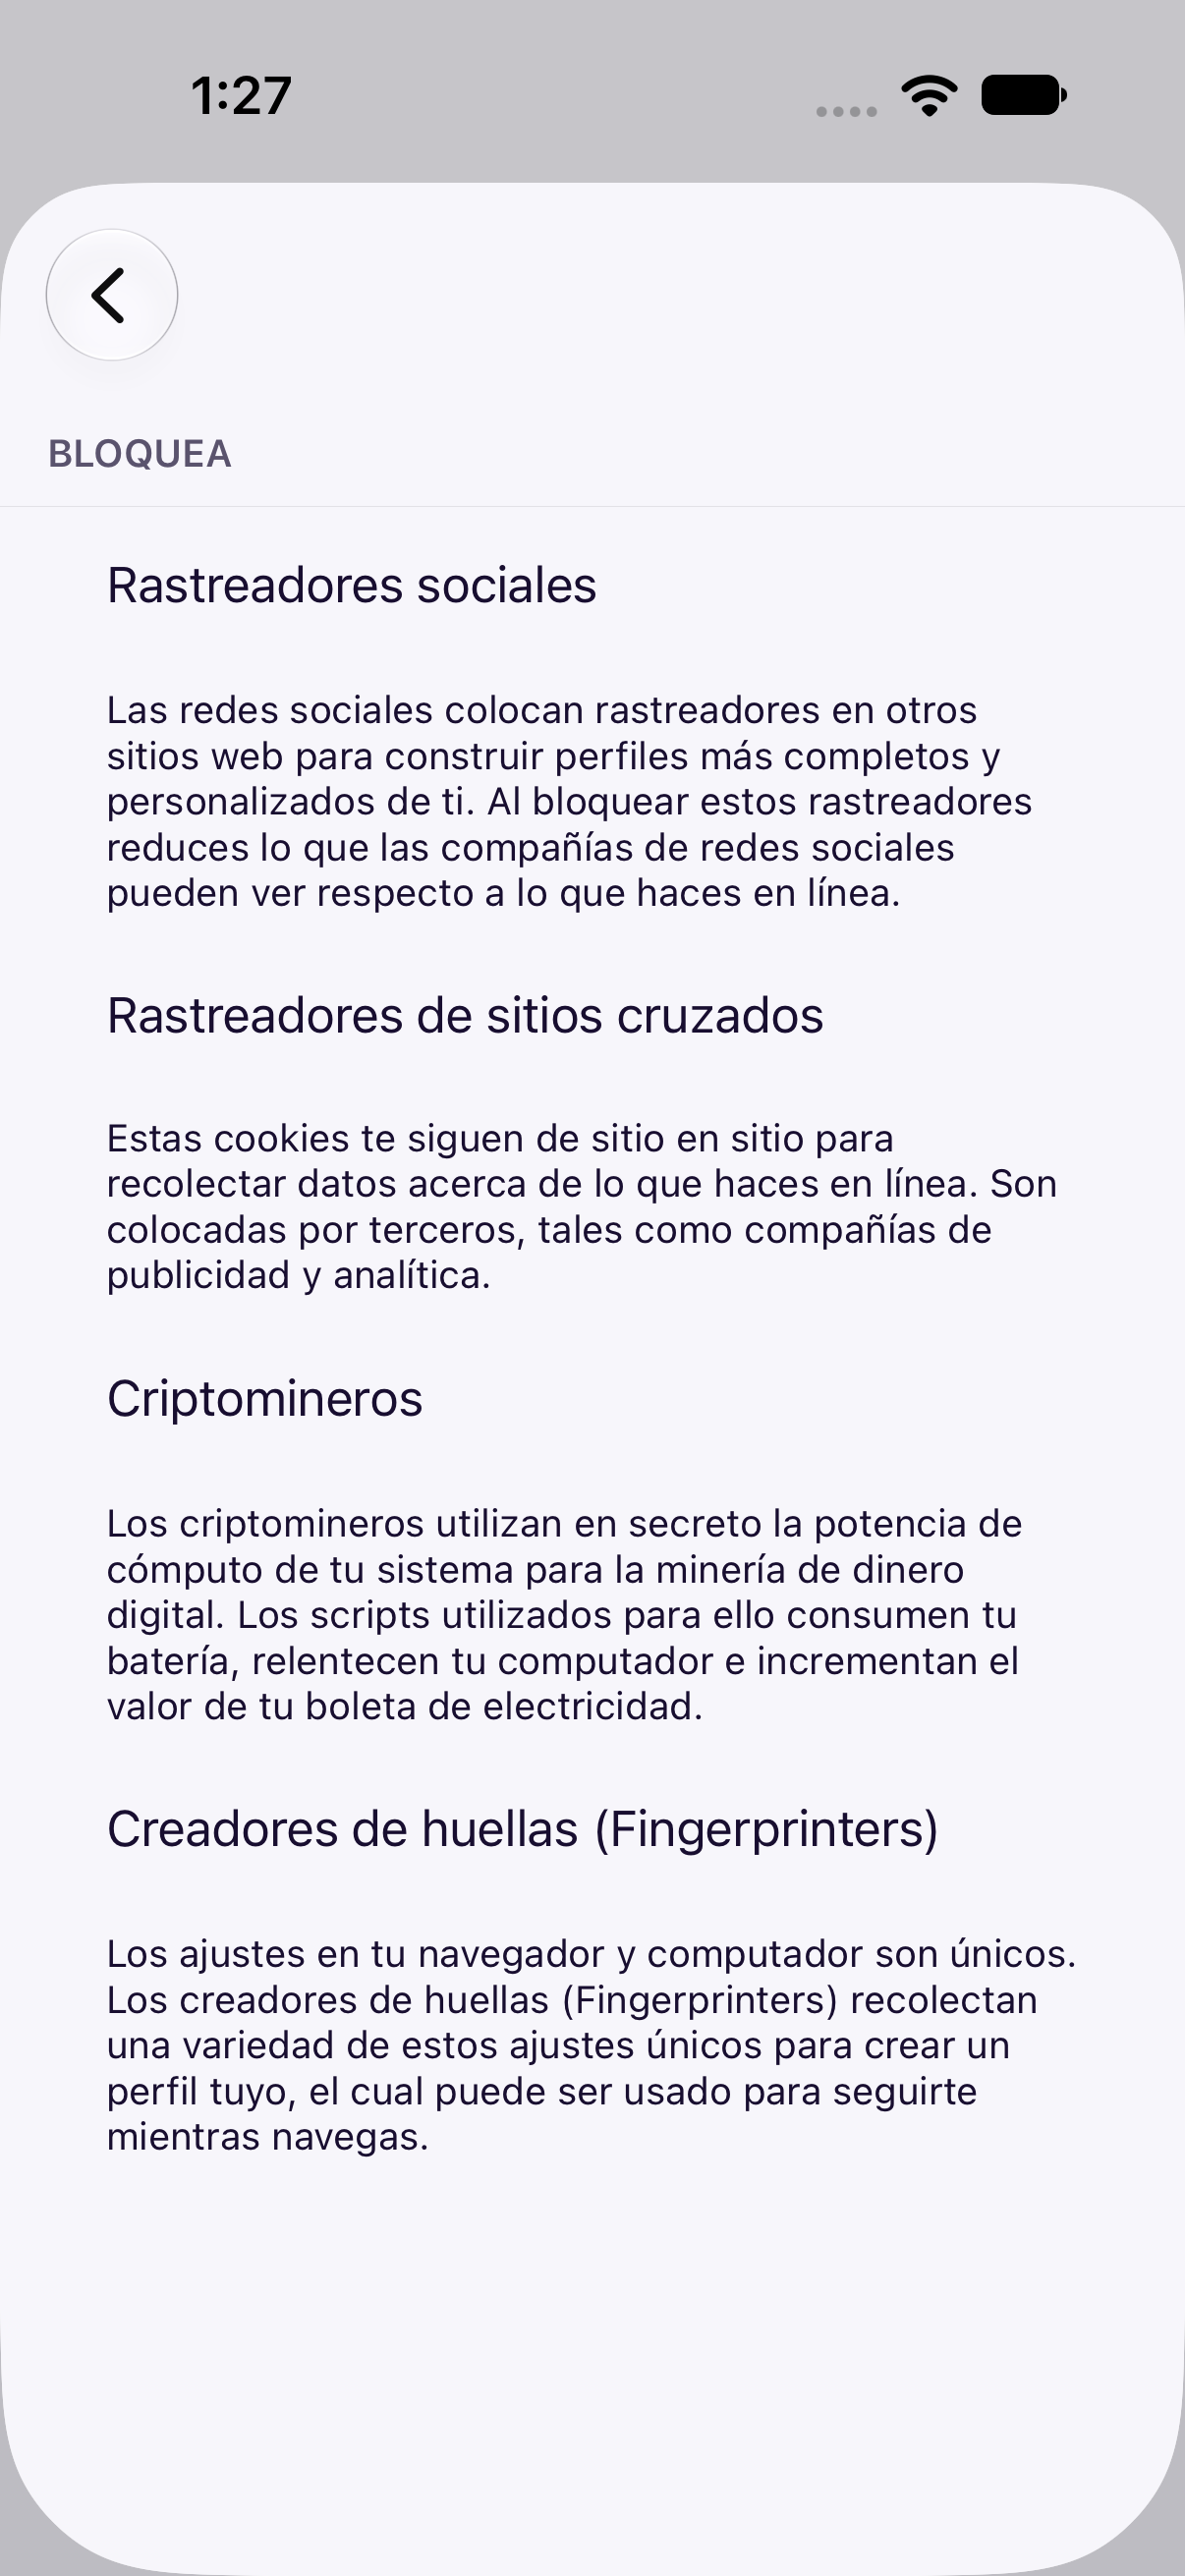 1:27
BLOQUEA
Rastreadores sociales
Las redes sociales colocan rastreadores en otros
sitios web para construir perfiles más completos y
personalizados de ti. Al bloquear estos rastreadores
reduces lo que las compañías de redes sociales
pueden ver respecto a lo que haces en línea.
Rastreadores de sitios cruzados
Estas cookies te siguen de sitio en sitio para
recolectar datos acerca de lo que haces en línea. Son
colocadas por terceros, tales como compañías de
publicidad y analítica.
Criptomineros
Los criptomineros utilizan en secreto la potencia de
cómputo de tu sistema para la minería de dinero
digital. Los scripts utilizados para ello consumen tu
batería, relentecen tu computador e incrementan el
valor de tu boleta de electricidad.
Creadores de huellas (Fingerprinters)
Los ajustes en tu navegador y computador son únicos.
Los creadores de huellas (Fingerprinters) recolectan
una variedad de estos ajustes únicos para crear un
perfil tuyo, el cual puede ser usado para seguirte
mientras navegas.